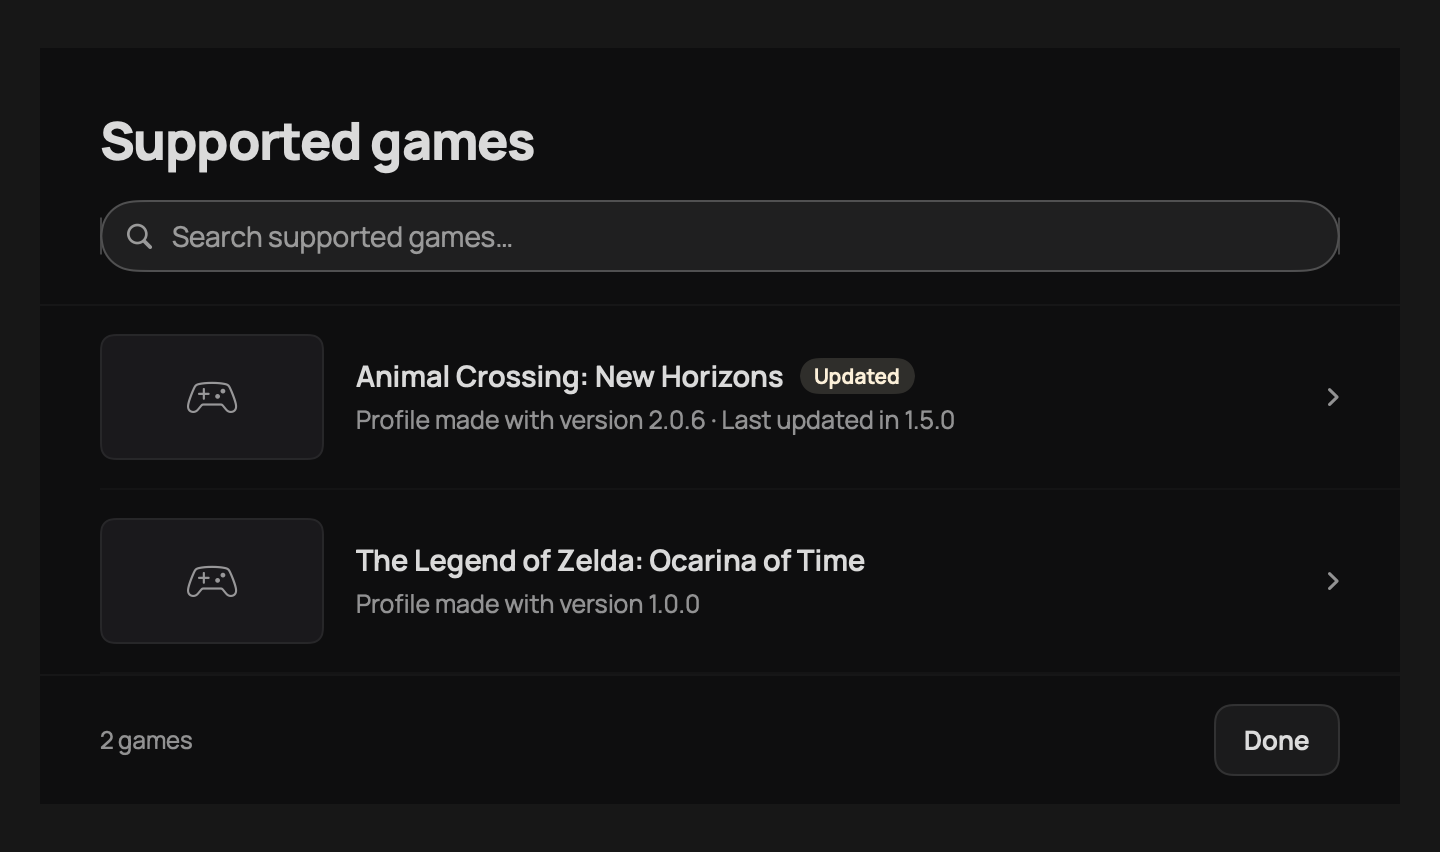 Supported games
Search supported games…
Animal Crossing: New Horizons Updated
Profile made with version 2.0.6 · Last updated in 1.5.0
The Legend of Zelda: Ocarina of Time
Profile made with version 1.0.0
2 games
Done